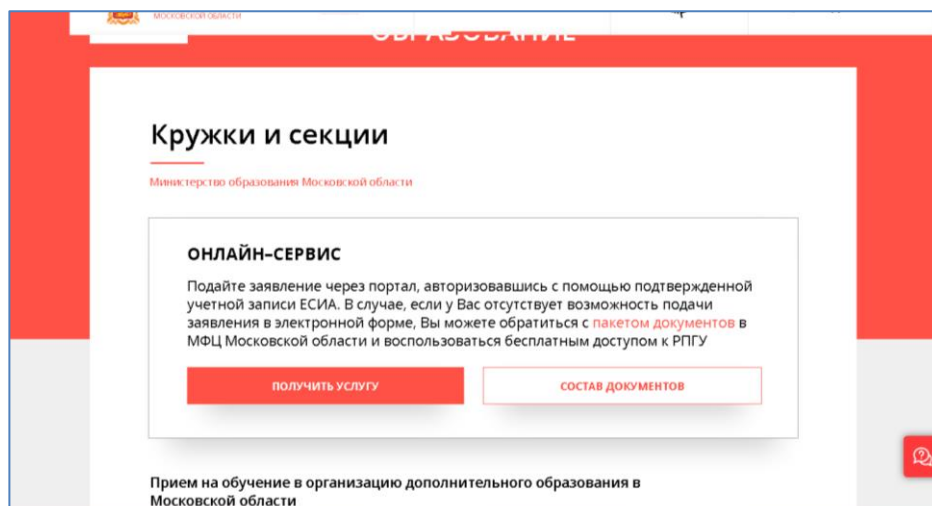 МОСКОВСКОЙ ОБЛАСТИ
ОБРАЗОВАНИЕ
Кружки и секции
Министерство образования Московской области
ОНЛАЙН–СЕРВИС
Подайте заявление через портал, авторизовавшись с помощью подтвержденной
учетной записи ЕСИА. В случае, если у Вас отсутствует возможность подачи
заявления в электронной форме, Вы можете обратиться с пакетом документов в
МФЦ Московской области и воспользоваться бесплатным доступом к РПГУ
ПОЛУЧИТЬ УСЛУГУ
СОСТАВ ДОКУМЕНТОВ
Прием на обучение в организацию дополнительного образования в
Московской области